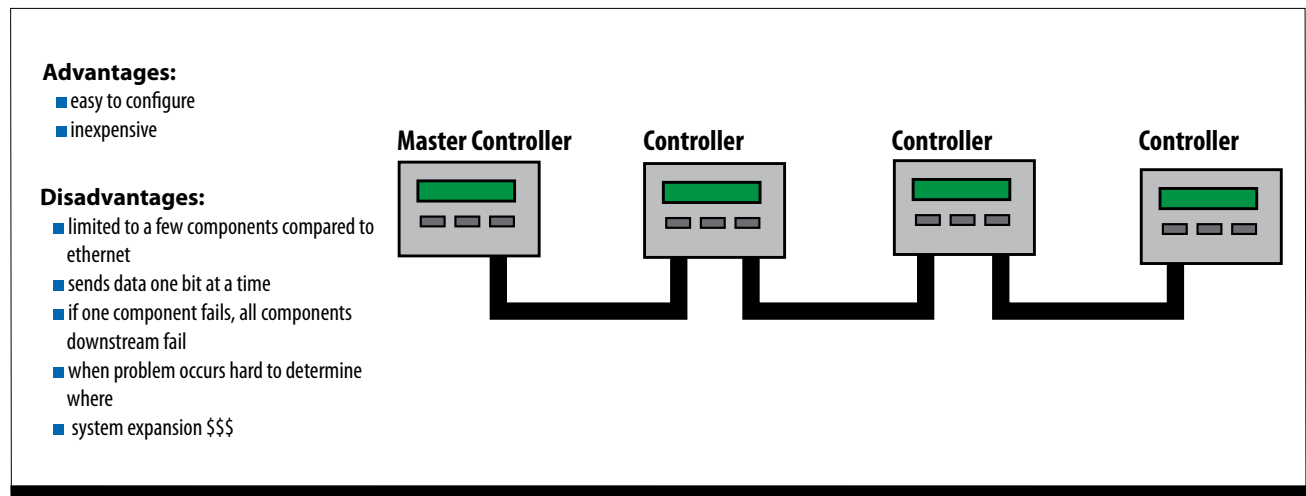 Advantages:
easy to configure
inexpensive
Disadvantages:
limited to a few components compared to
ethernet
sends data one bit at a time
if one component fails, all components
downstream fail
when problem occurs hard to determine
where
system expansion $$$
Master Controller
Controller
Controller
Controller